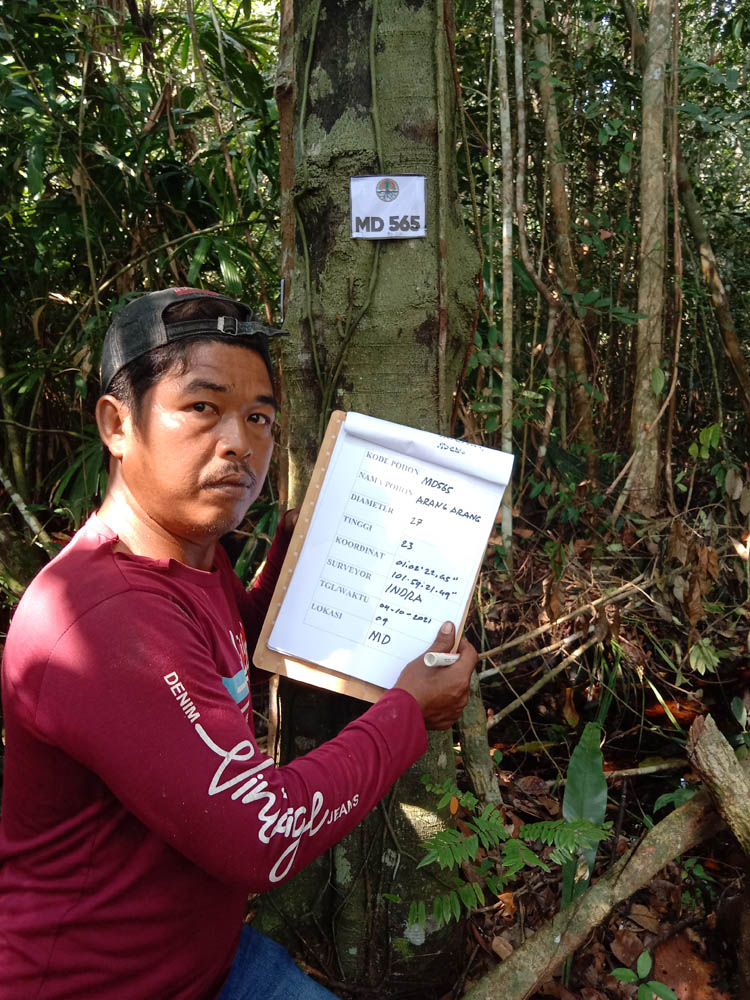 MD 565
KODE POHON MD565
NAMA POHON ARANG ARANG
DIAMETER 27
TINGGI 23
KOORDINAT 01:02'22.65"
101:59:21.49"
SURVEYOR INDRA
TGL/WAKTU 04-10-2021
09
LOKASI MD
DENIM
Vintage
JEANS